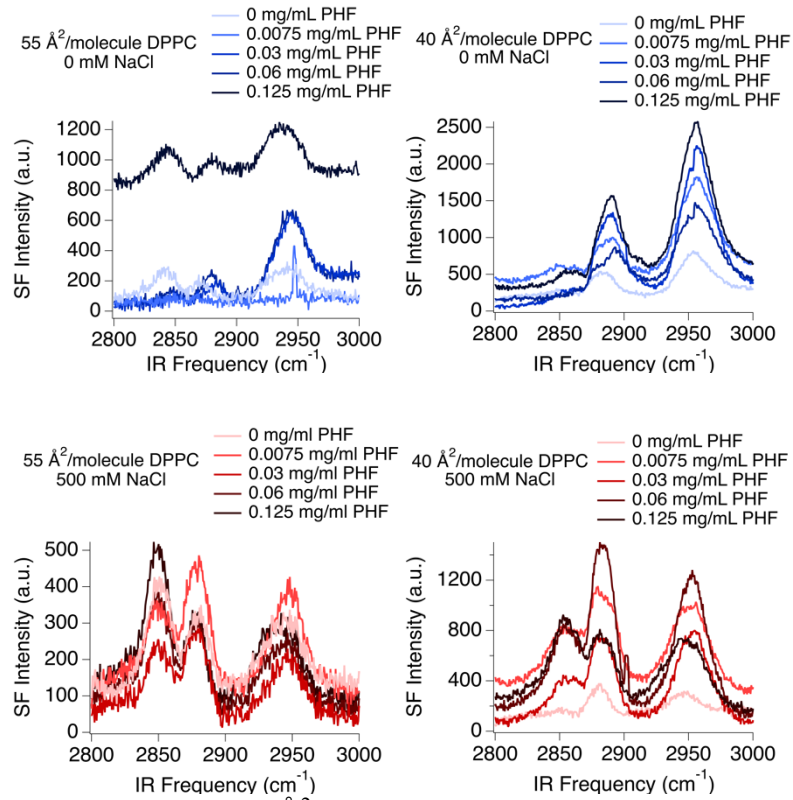 55 Å²/molecule DPPC
0 mM NaCl
0 mg/mL PHF
0.0075 mg/mL PHF
0.03 mg/mL PHF
0.06 mg/mL PHF
0.125 mg/mL PHF
SF Intensity (a.u.)
1200
1000
800
600
400
200
0
2800 2850 2900 2950 3000
IR Frequency (cm⁻¹)
40 Å²/molecule DPPC
0 mM NaCl
0 mg/mL PHF
0.0075 mg/mL PHF
0.03 mg/mL PHF
0.06 mg/mL PHF
0.125 mg/mL PHF
SF Intensity (a.u.)
2500
2000
1500
1000
500
0
2800 2850 2900 2950 3000
IR Frequency (cm⁻¹)
55 Å²/molecule DPPC
500 mM NaCl
0 mg/ml PHF
0.0075 mg/ml PHF
0.03 mg/ml PHF
0.06 mg/ml PHF
0.125 mg/ml PHF
SF Intensity (a.u.)
500
400
300
200
100
0
2800 2850 2900 2950 3000
IR Frequency (cm⁻¹)
40 Å²/molecule DPPC
500 mM NaCl
0 mg/mL PHF
0.0075 mg/mL PHF
0.03 mg/mL PHF
0.06 mg/mL PHF
0.125 mg/mL PHF
SF Intensity (a.u.)
1200
800
400
0
2800 2850 2900 2950 3000
IR Frequency (cm⁻¹)